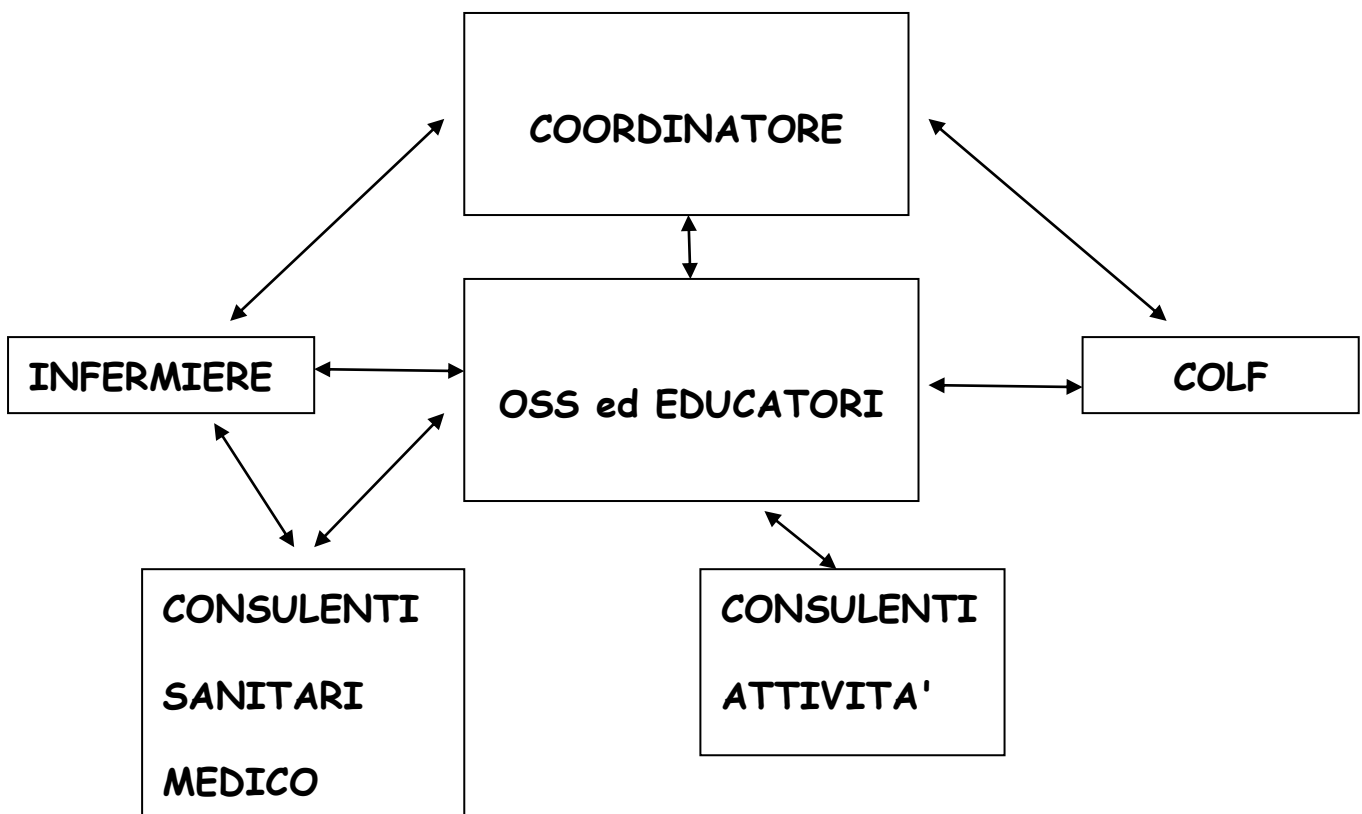 COORDINATORE
INFERMIERE
OSS ed EDUCATORI
COLF
CONSULENTI
SANITARI
MEDICO
CONSULENTI
ATTIVITA'